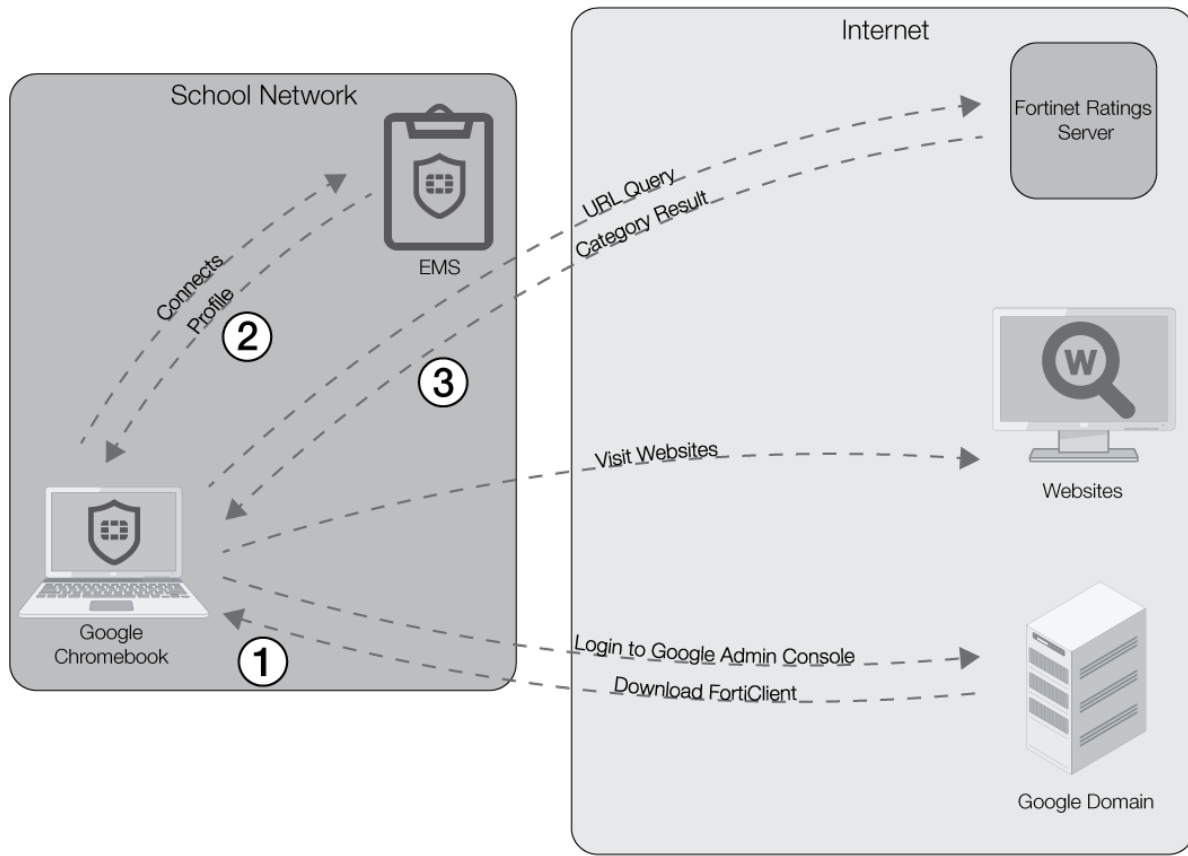 Internet
School Network
Fortinet Ratings
Server
EMS
URL Query
Category Result
Connects
Profile
2
3
W
Visit Websites
Websites
Google
Chromebook
1
Login to Google Admin Console
Download FortiClient
Google Domain